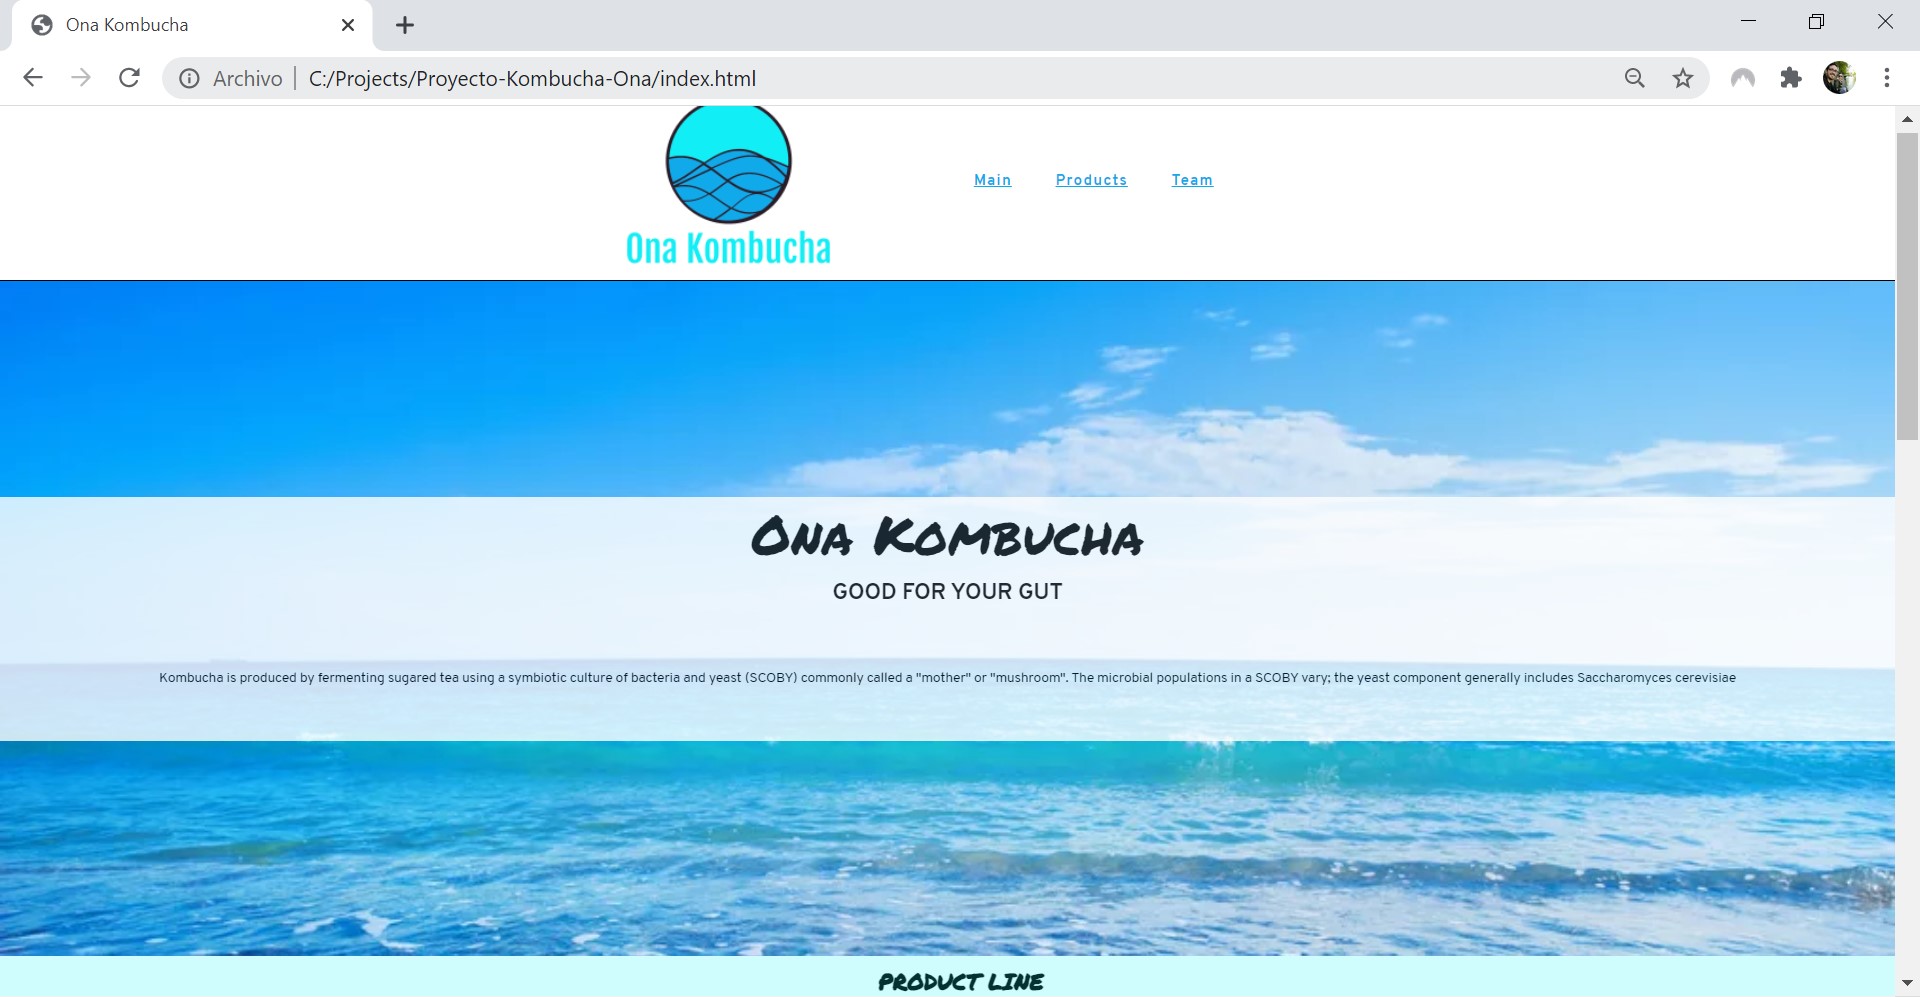 Ona Kombucha
Archivo
C:/Projects/Proyecto-Kombucha-Ona/index.html
Ona Kombucha
Main Products Team
Ona Kombucha
GOOD FOR YOUR GUT
Kombucha is produced by fermenting sugared tea using a symbiotic culture of bacteria and yeast (SCOBY) commonly called a "mother" or "mushroom". The microbial populations in a SCOBY vary; the yeast component generally includes Saccharomyces cerevisiae
PRODUCT LINE